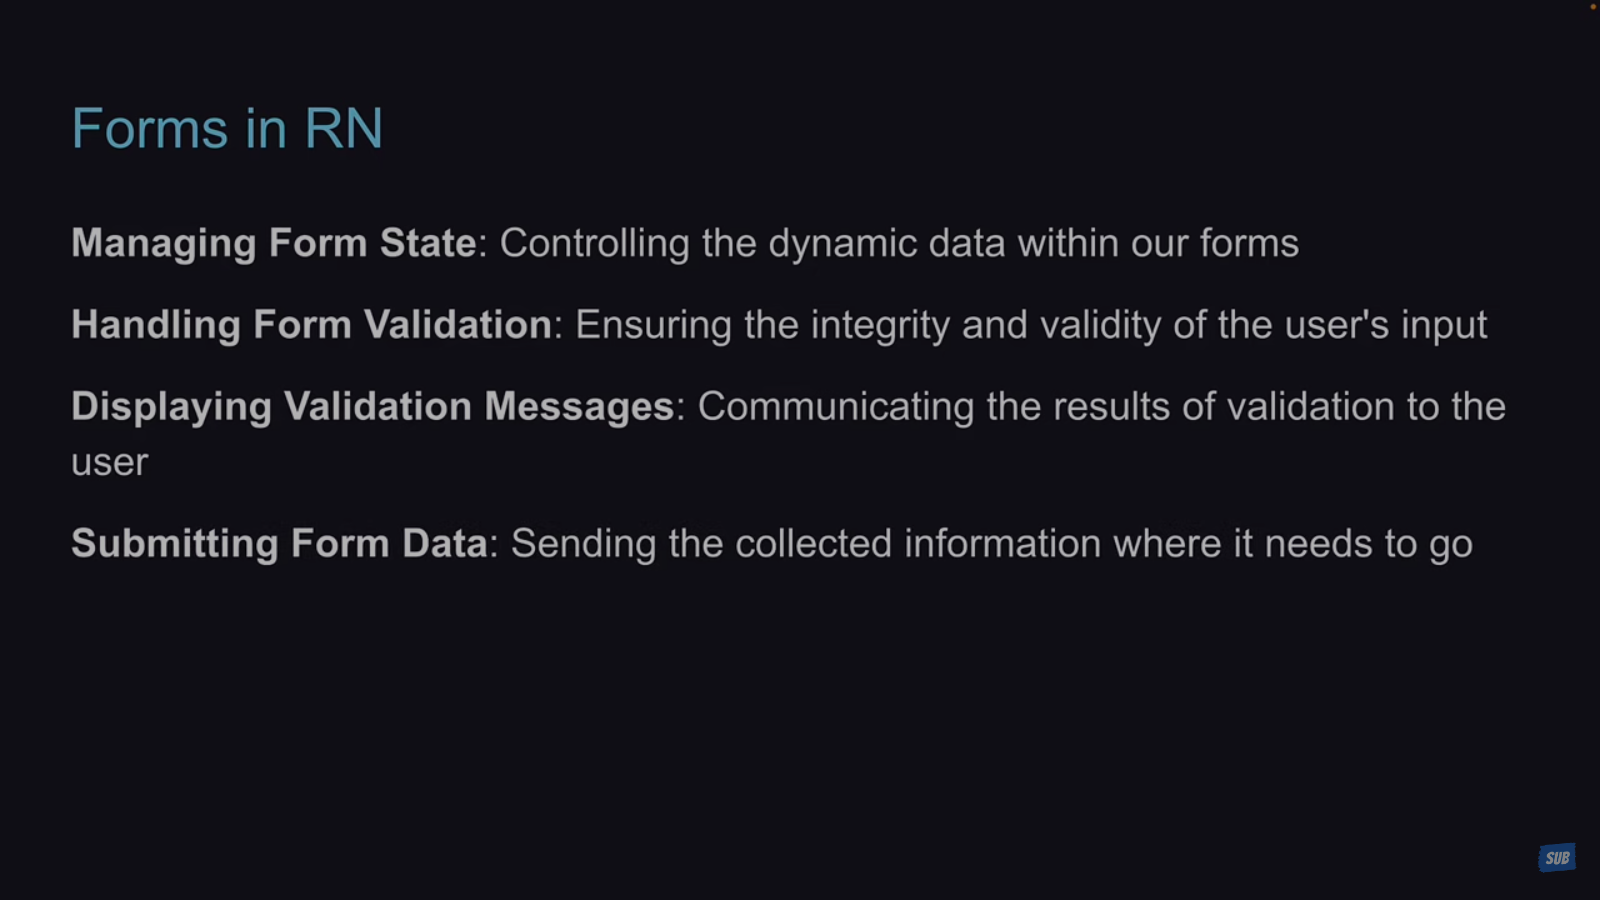 Forms in RN
Managing Form State: Controlling the dynamic data within our forms
Handling Form Validation: Ensuring the integrity and validity of the user's input
Displaying Validation Messages: Communicating the results of validation to the
user
Submitting Form Data: Sending the collected information where it needs to go
SUB